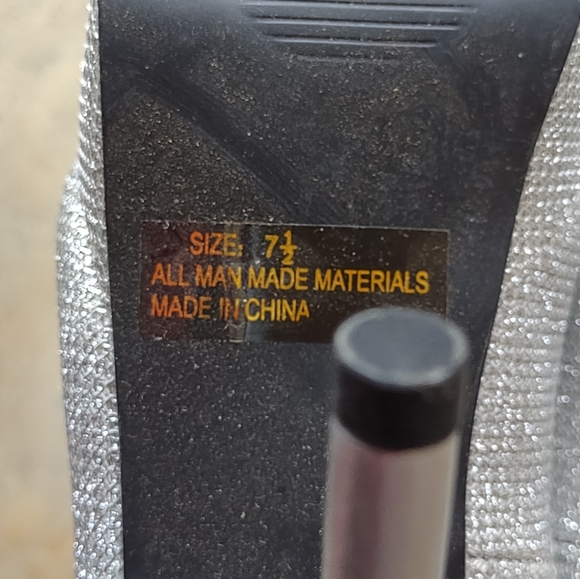 SIZE: 7½
ALL MAN MADE MATERIALS
MADE IN CHINA